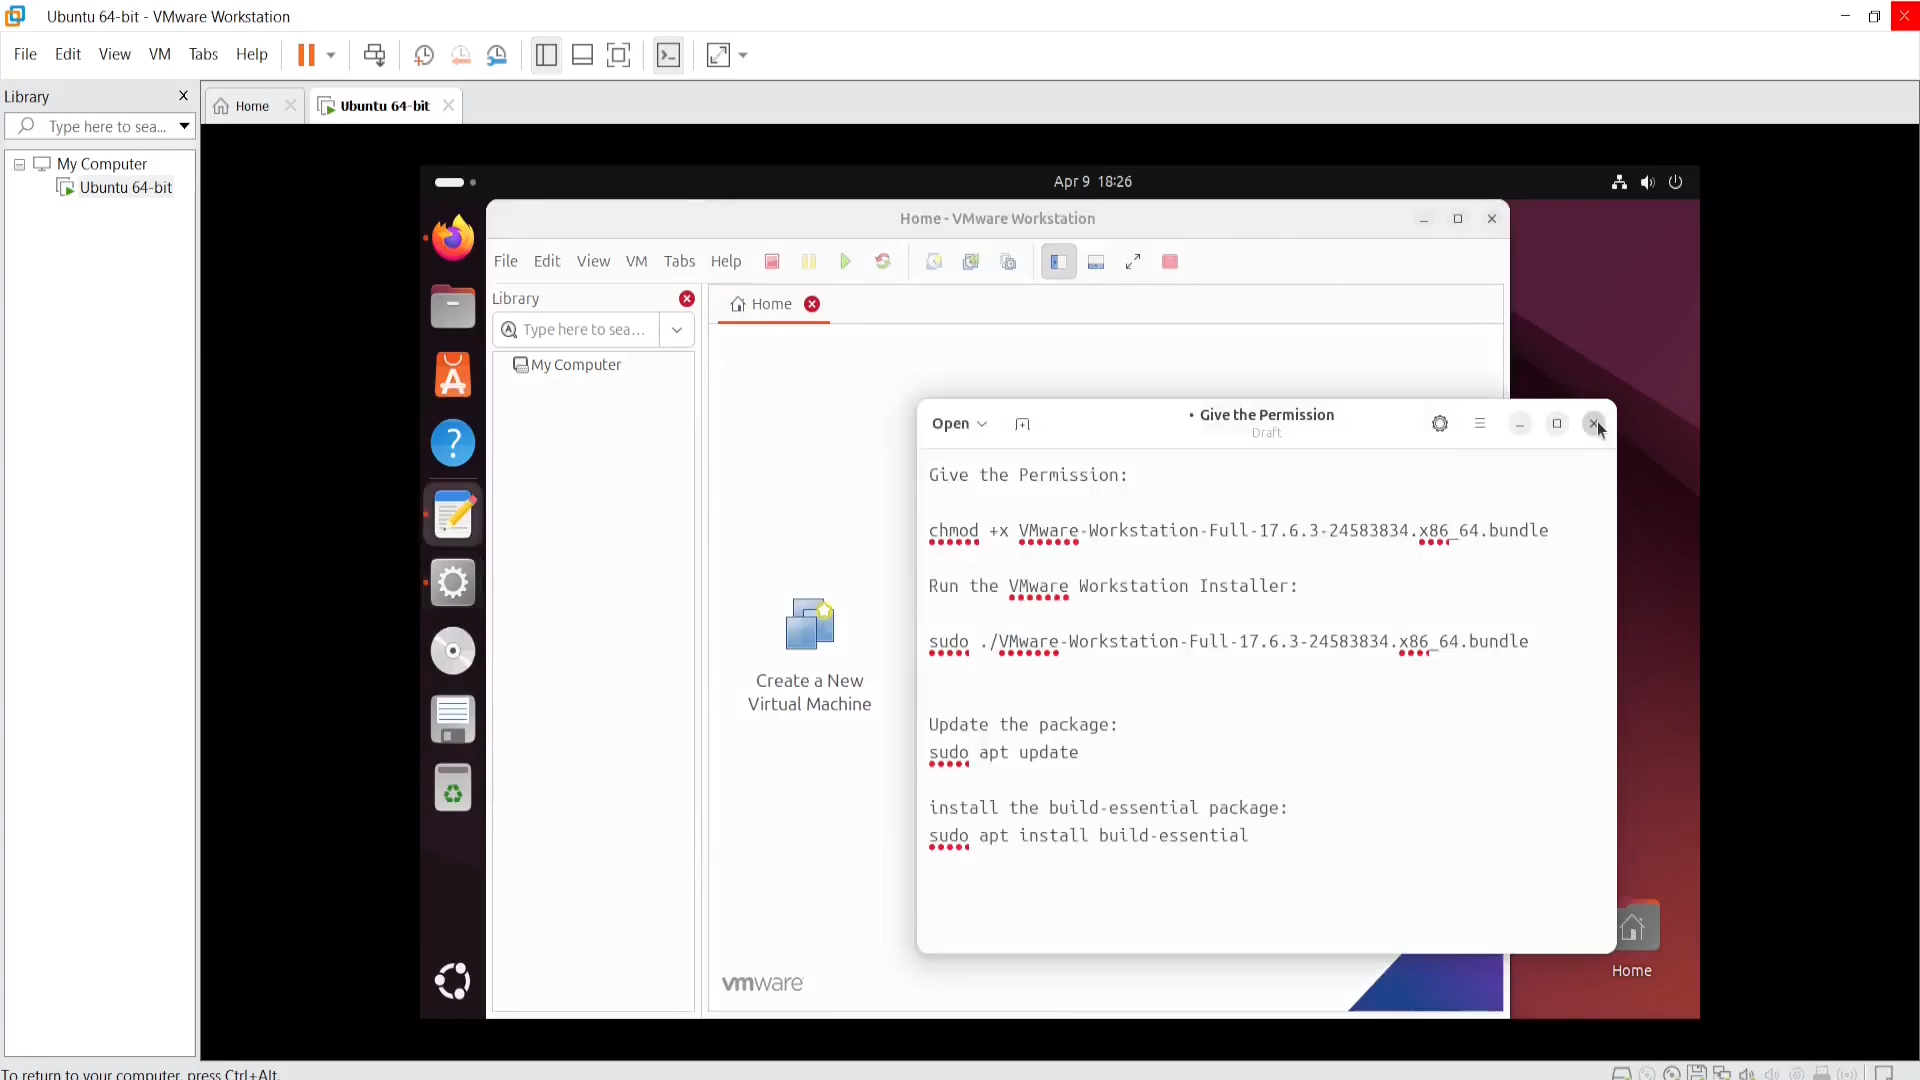 Ubuntu 64-bit - VMware Workstation
File Edit View VM Tabs Help
Library X
Home Ubuntu 64-bit
Type here to sea...
My Computer
Ubuntu 64-bit
Apr 9 18:26
Home - VMware Workstation
File Edit View VM Tabs Help
Library
Home
Type here to sea...
My Computer
Create a New
Virtual Machine
vmware
Open
• Give the Permission
Draft
Give the Permission:
chmod +x VMware-Workstation-Full-17.6.3-24583834.x86_64.bundle
Run the VMware Workstation Installer:
sudo ./VMware-Workstation-Full-17.6.3-24583834.x86_64.bundle
Update the package:
sudo apt update
install the build-essential package:
sudo apt install build-essential
Home
To return to your computer, press Ctrl+Alt.